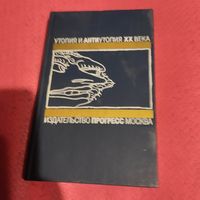 УТОПИЯ И АНТИУТОПИЯ XX ВЕКА
ИЗДАТЕЛЬСТВО ПРОГРЕСС МОСКВА